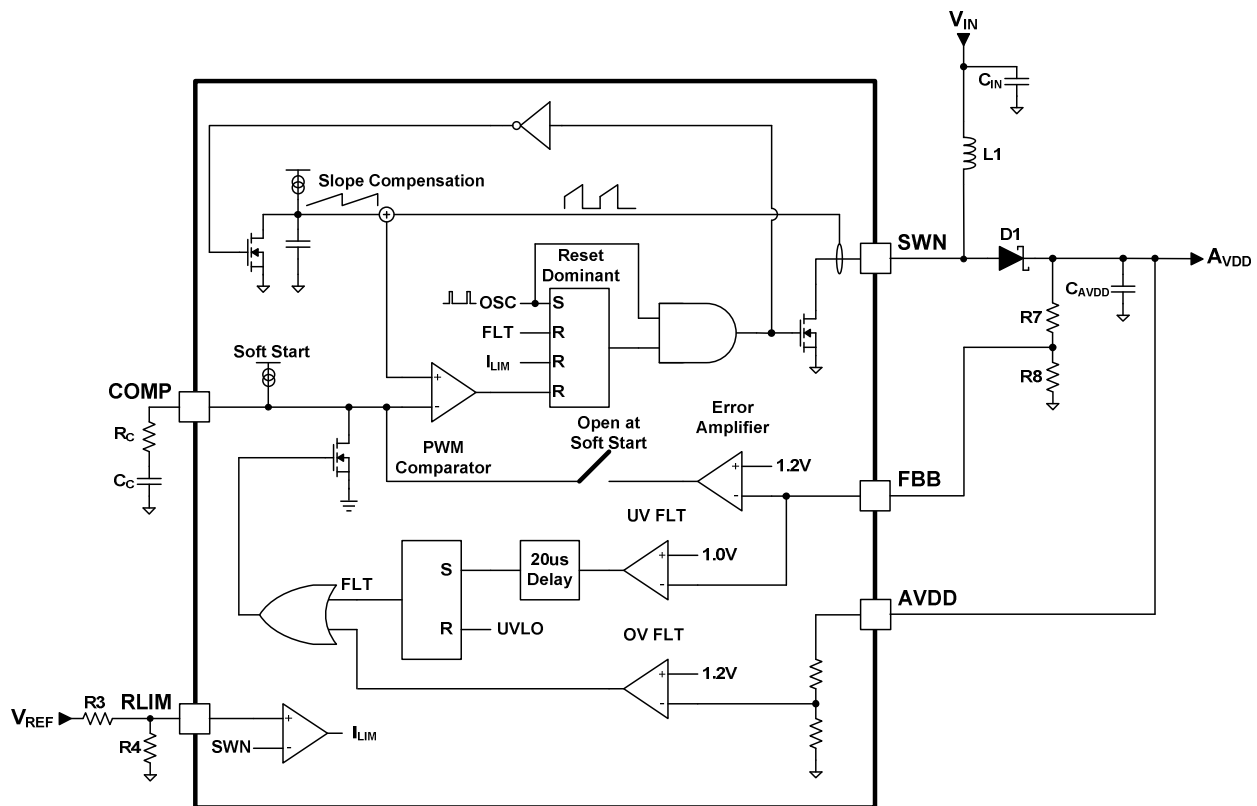 VIN
CIN
L1
Slope Compensation
SWN
D1
AVDD
Reset
Dominant
CAVDD
OSC
S
R7
FLT
R
Soft Start
ILIM
R
R8
COMP
R
Open at
Soft Start
Error
Amplifier
RC
PWM
Comparator
1.2V
FBB
CC
UV FLT
1.0V
20us
Delay
S
FLT
AVDD
R
UVLO
OV FLT
1.2V
RLIM
R3
VREF
ILIM
R4
SWN
+
+
-
+
-
+
-
+
-
+
-